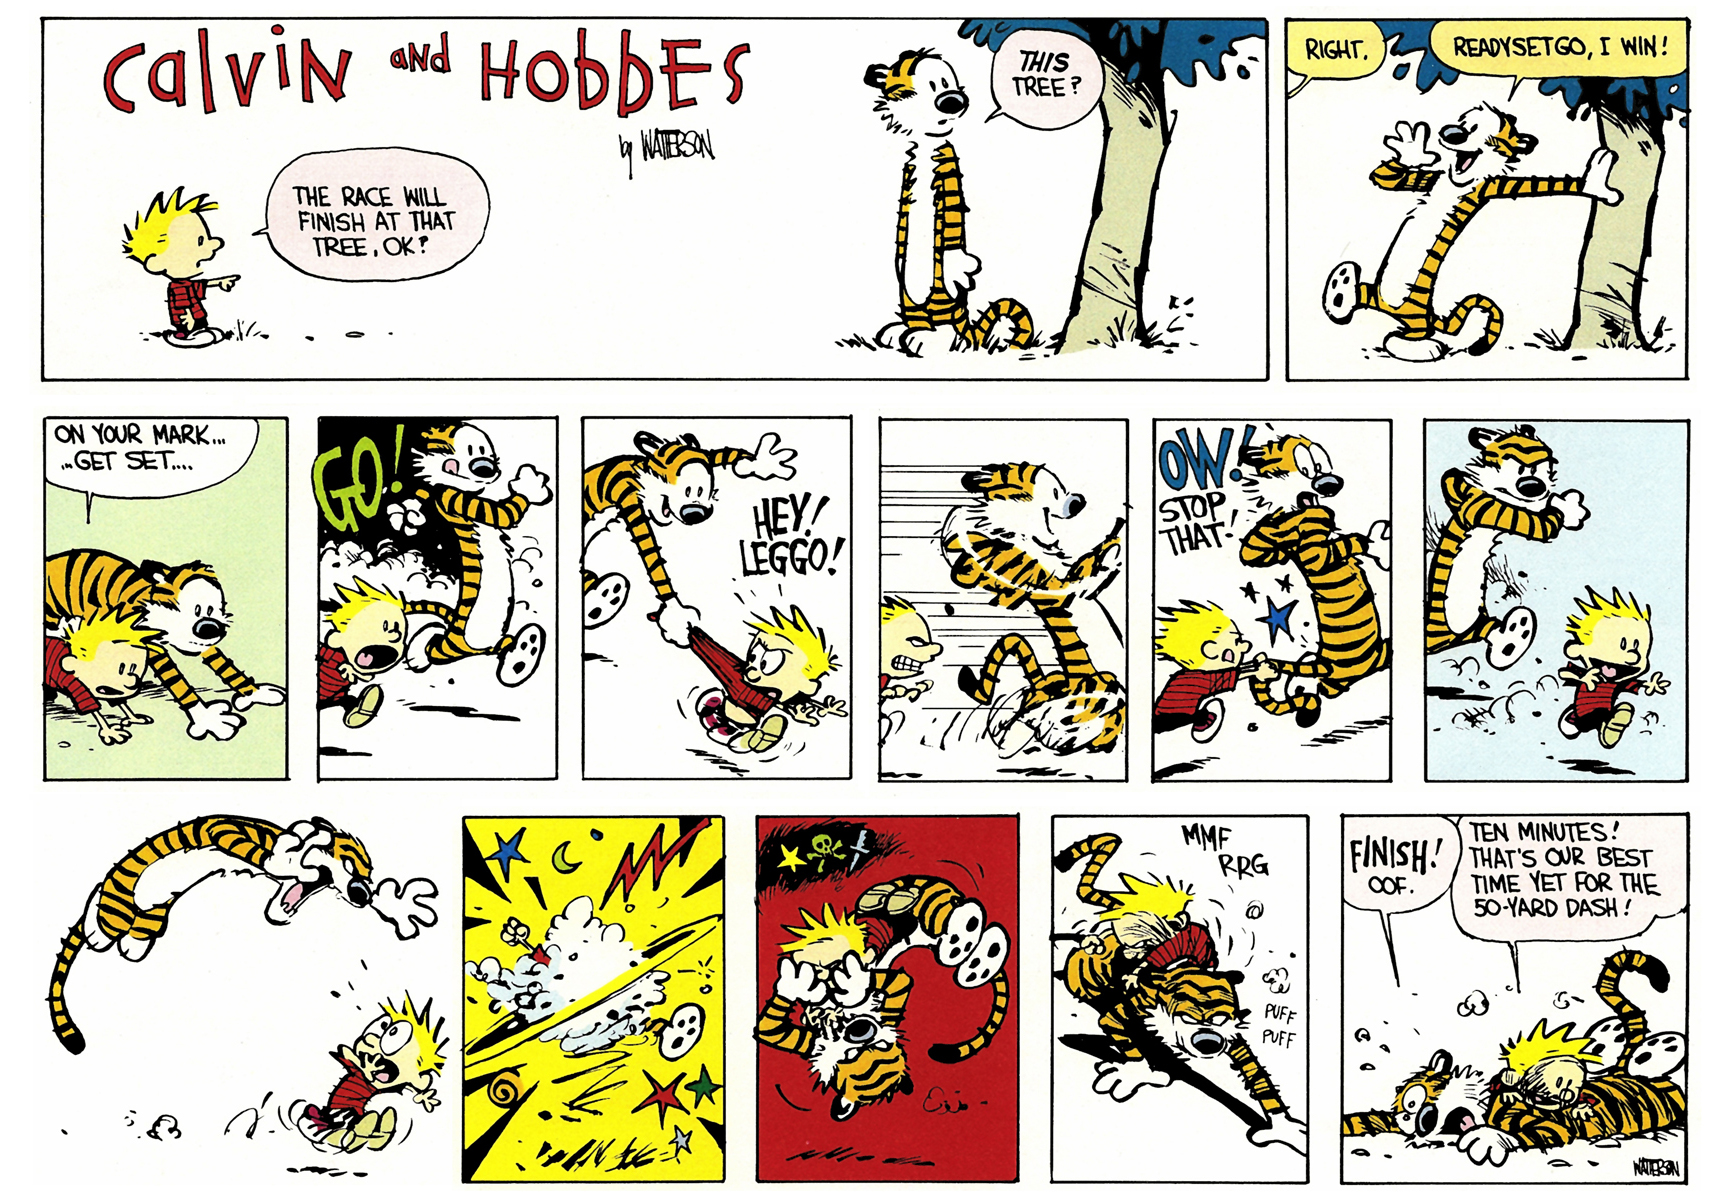 Calvin and Hobbes
by WATTERSON
THE RACE WILL
FINISH AT THAT
TREE, OK?
THIS
TREE?
RIGHT.
READYSETGO, I WIN!
ON YOUR MARK...
...GET SET....
GO!
HEY!
LEGGO!
OW!
STOP
THAT!
MMF
RRG
PUFF
PUFF
FINISH!
OOF.
TEN MINUTES!
THAT'S OUR BEST
TIME YET FOR THE
50-YARD DASH!
WATTERSON